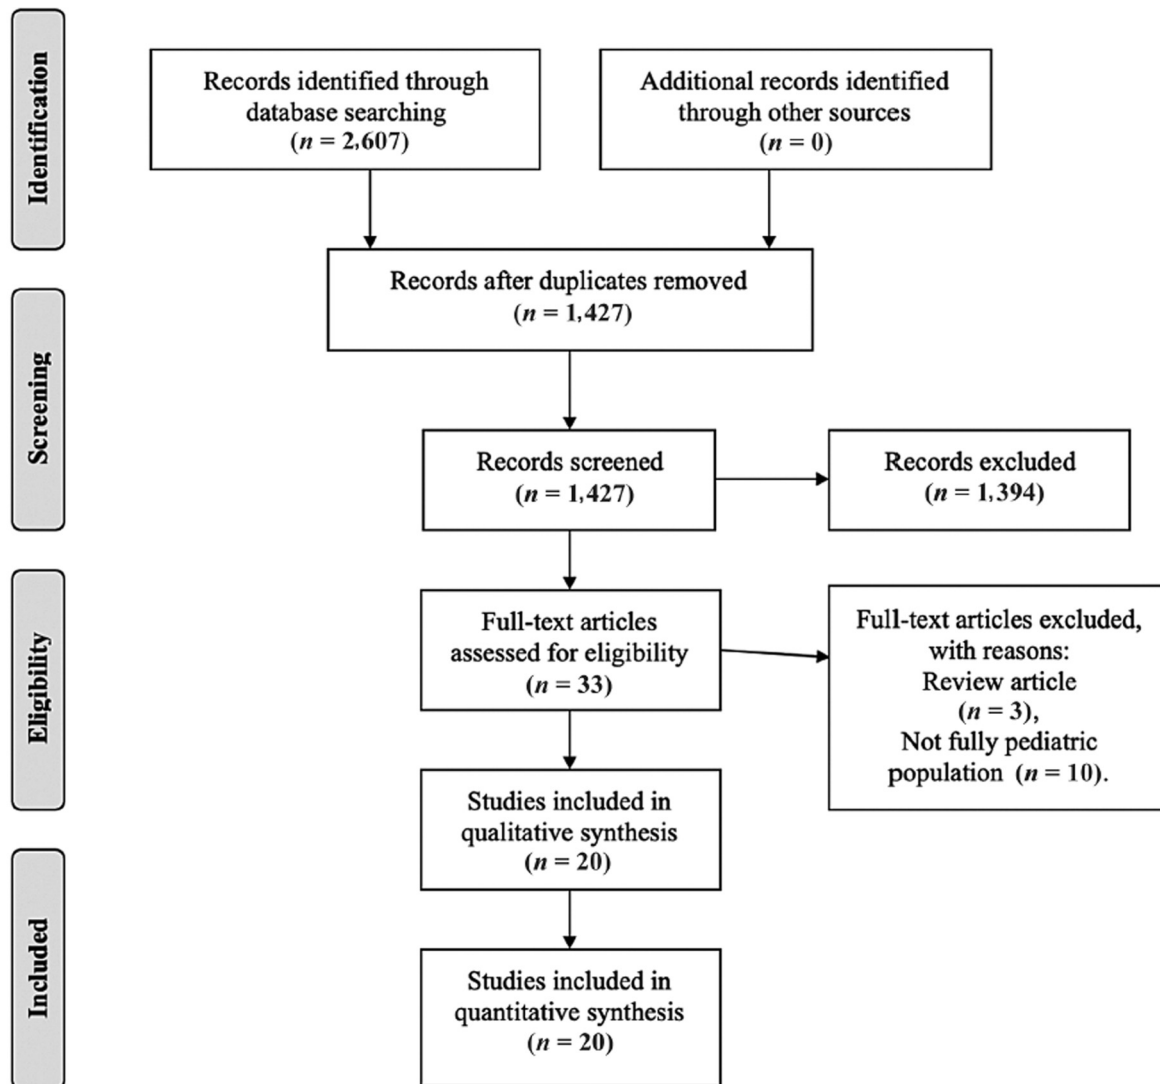 Identification
Records identified through
database searching
(n = 2,607)
Additional records identified
through other sources
(n = 0)
Records after duplicates removed
(n = 1,427)
Screening
Records screened
(n = 1,427)
Records excluded
(n = 1,394)
Eligibility
Full-text articles
assessed for eligibility
(n = 33)
Full-text articles excluded,
with reasons:
Review article
(n = 3),
Not fully pediatric
population (n = 10).
Studies included in
qualitative synthesis
(n = 20)
Included
Studies included in
quantitative synthesis
(n = 20)